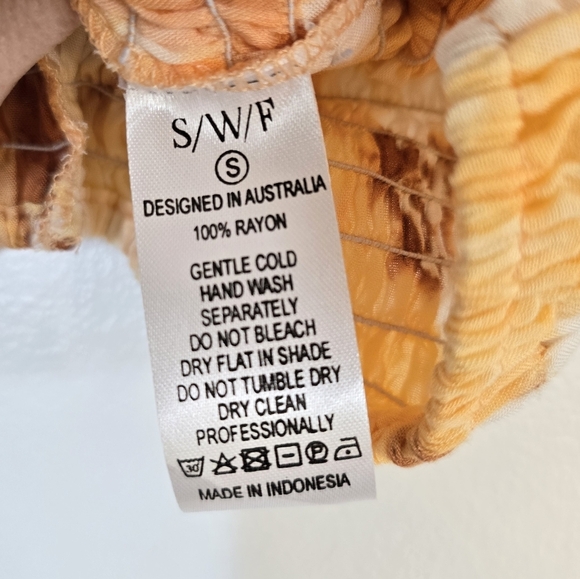 S/W/F
S
DESIGNED IN AUSTRALIA
100% RAYON
GENTLE COLD
HAND WASH
SEPARATELY
DO NOT BLEACH
DRY FLAT IN SHADE
DO NOT TUMBLE DRY
DRY CLEAN
PROFESSIONALLY
30 P
MADE IN INDONESIA